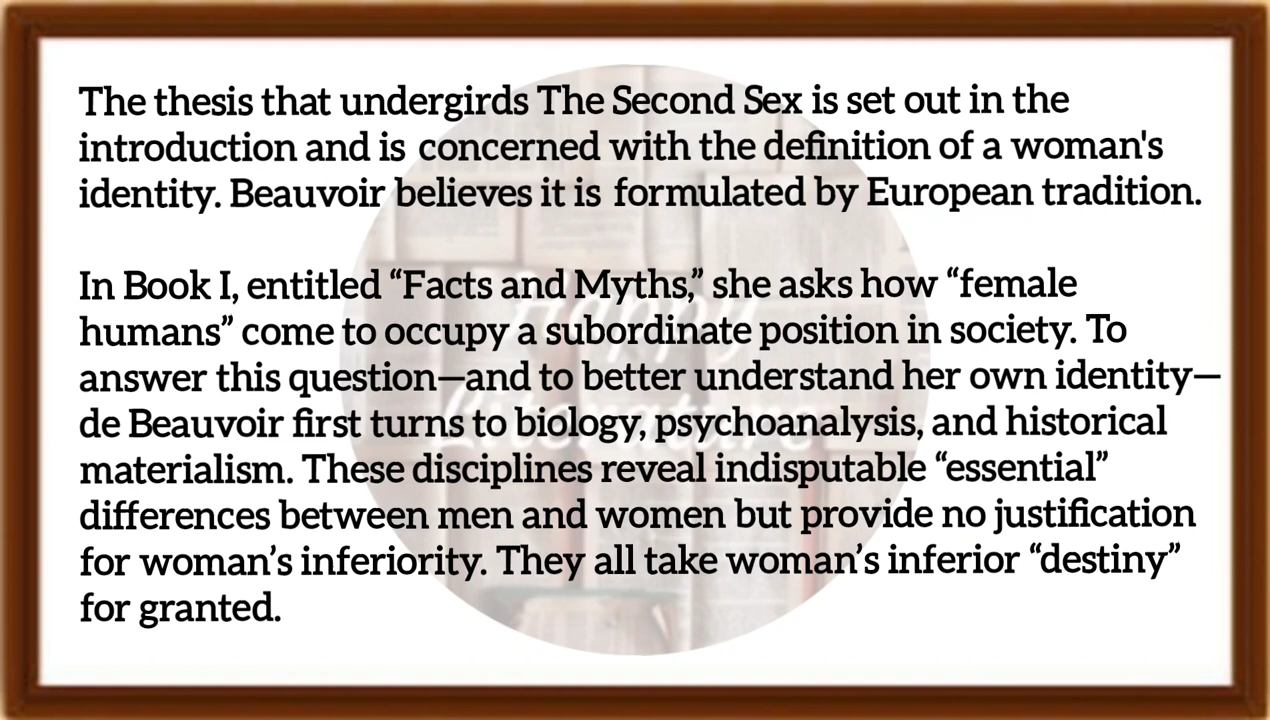 The thesis that undergirds The Second Sex is set out in the
introduction and is concerned with the definition of a woman's
identity. Beauvoir believes it is formulated by European tradition.
In Book I, entitled “Facts and Myths,” she asks how “female
humans” come to occupy a subordinate position in society. To
answer this question—and to better understand her own identity—
de Beauvoir first turns to biology, psychoanalysis, and historical
materialism. These disciplines reveal indisputable “essential”
differences between men and women but provide no justification
for woman’s inferiority. They all take woman’s inferior “destiny”
for granted.
Happy
Literature